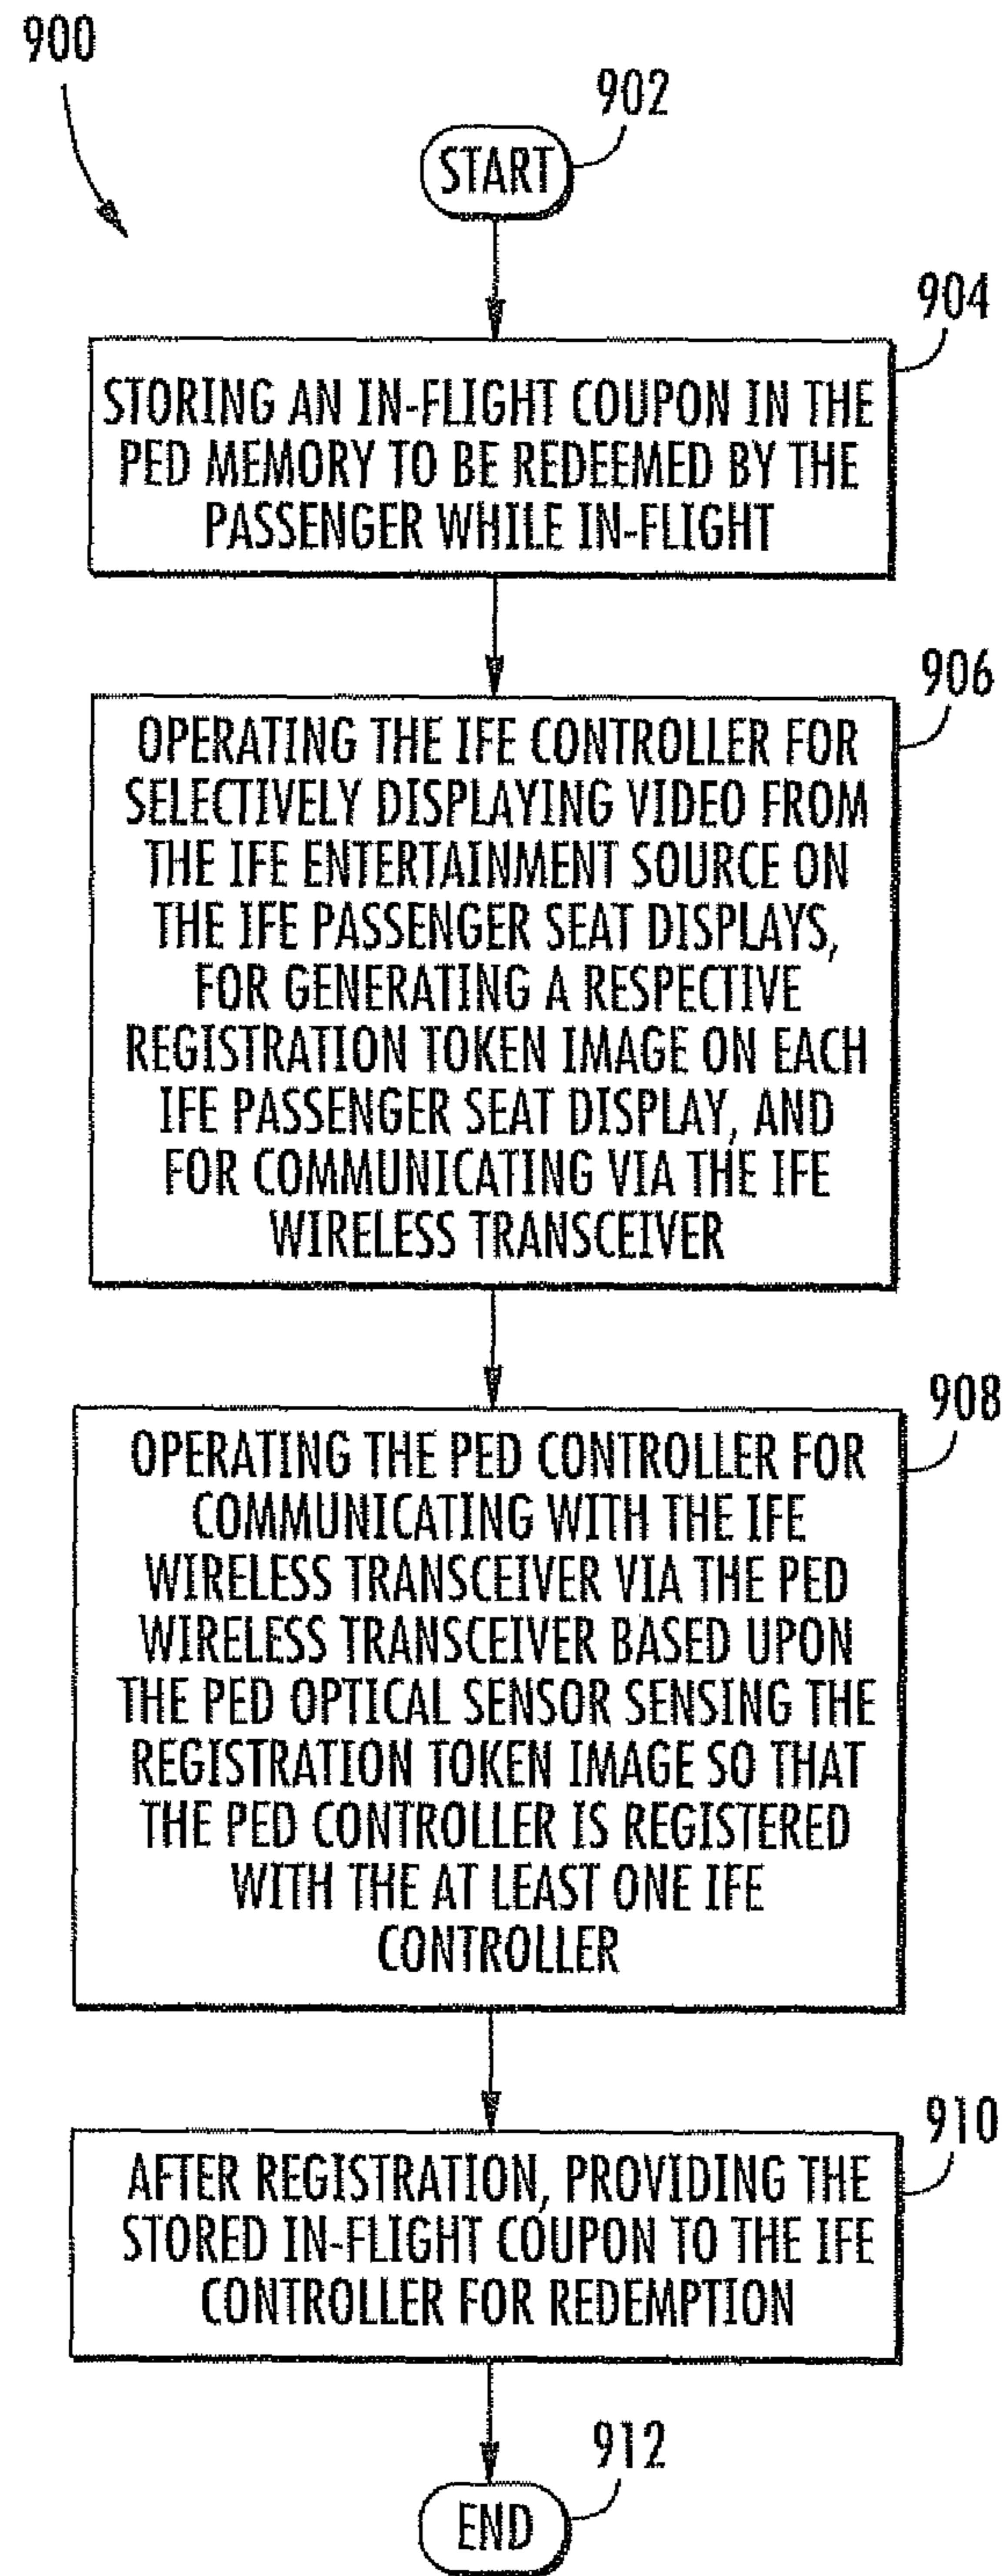 900
902
START
904
STORING AN IN-FLIGHT COUPON IN THE
PED MEMORY TO BE REDEEMED BY THE
PASSENGER WHILE IN-FLIGHT
906
OPERATING THE IFE CONTROLLER FOR
SELECTIVELY DISPLAYING VIDEO FROM
THE IFE ENTERTAINMENT SOURCE ON
THE IFE PASSENGER SEAT DISPLAYS,
FOR GENERATING A RESPECTIVE
REGISTRATION TOKEN IMAGE ON EACH
IFE PASSENGER SEAT DISPLAY, AND
FOR COMMUNICATING VIA THE IFE
WIRELESS TRANSCEIVER
908
OPERATING THE PED CONTROLLER FOR
COMMUNICATING WITH THE IFE
WIRELESS TRANSCEIVER VIA THE PED
WIRELESS TRANSCEIVER BASED UPON
THE PED OPTICAL SENSOR SENSING THE
REGISTRATION TOKEN IMAGE SO THAT
THE PED CONTROLLER IS REGISTERED
WITH THE AT LEAST ONE IFE
CONTROLLER
910
AFTER REGISTRATION, PROVIDING THE
STORED IN-FLIGHT COUPON TO THE IFE
CONTROLLER FOR REDEMPTION
912
END